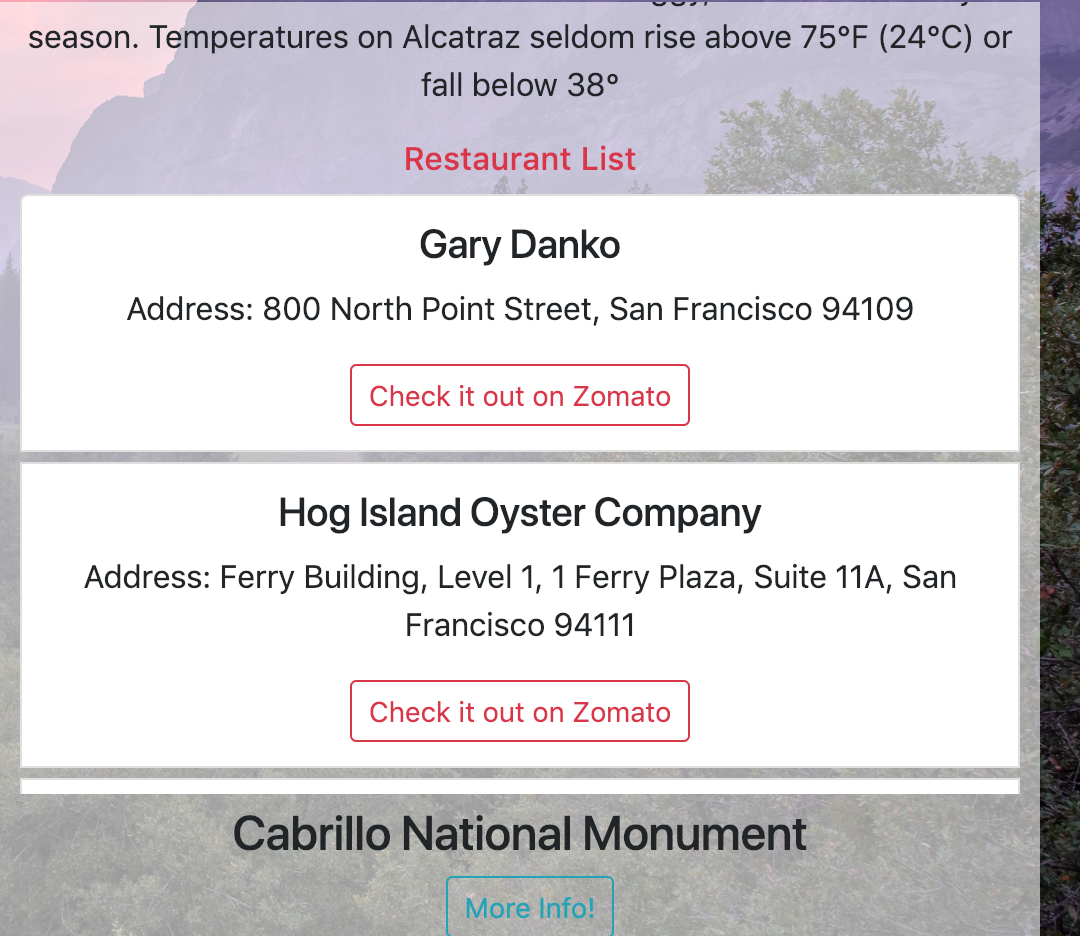 season. Temperatures on Alcatraz seldom rise above 75°F (24°C) or
fall below 38°
Restaurant List
Gary Danko
Address: 800 North Point Street, San Francisco 94109
Check it out on Zomato
Hog Island Oyster Company
Address: Ferry Building, Level 1, 1 Ferry Plaza, Suite 11A, San
Francisco 94111
Check it out on Zomato
Cabrillo National Monument
More Info!